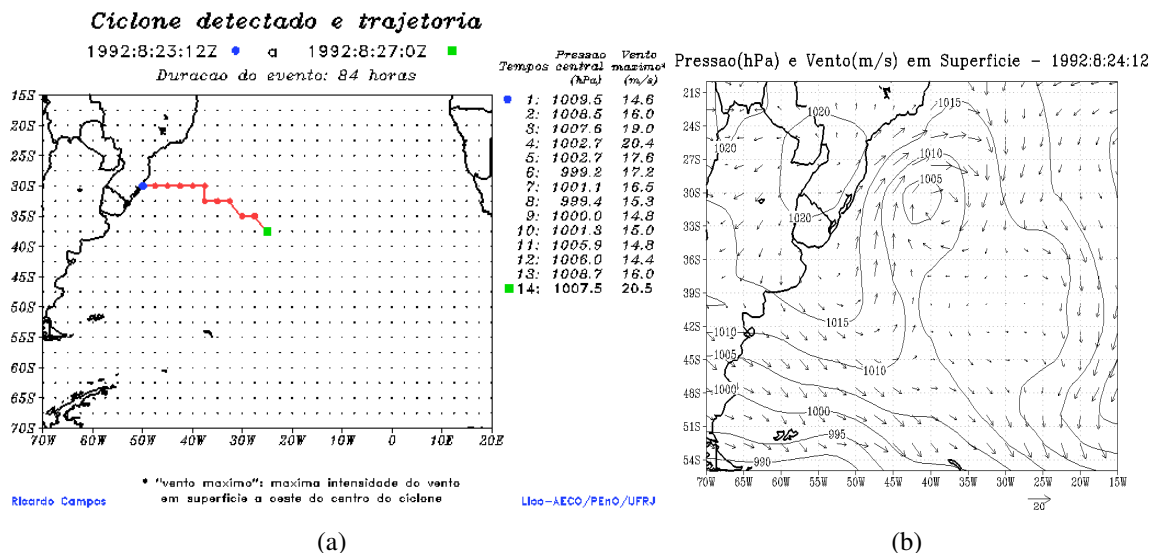 Ciclone detectado e trajetoria
1992:8:23:12Z a 1992:8:27:0Z
Duracao do evento: 84 horas
Tempos Pressao central (hPa) Vento maximo* (m/s)
1: 1009.5 14.6
2: 1008.5 16.0
3: 1007.6 19.0
4: 1002.7 20.4
5: 1002.7 17.6
6: 999.2 17.2
7: 1001.1 16.5
8: 999.4 15.3
9: 1000.0 14.8
10: 1001.3 15.0
11: 1005.9 14.8
12: 1006.0 14.4
13: 1008.7 16.0
14: 1007.5 20.5
15S
20S
25S
30S
35S
40S
45S
50S
55S
60S
65S
70S
70W 60W 50W 40W 30W 20W 10W 0 10E 20E
* "vento maximo": maxima intensidade do vento
em superficie a oeste do centro do ciclone
Ricardo Campos
Lioc-AECO/PEnO/UFRJ
(a)
Pressao(hPa) e Vento(m/s) em Superficie - 1992:8:24:12
21S
24S
27S
30S
33S
36S
39S
42S
45S
48S
51S
54S
1020
1015
1020
1010
1005
1020
1015
1010
1005
1010
1000
1000
995
990
70W 65W 60W 55W 50W 45W 40W 35W 30W 25W 20W 15W
20
(b)